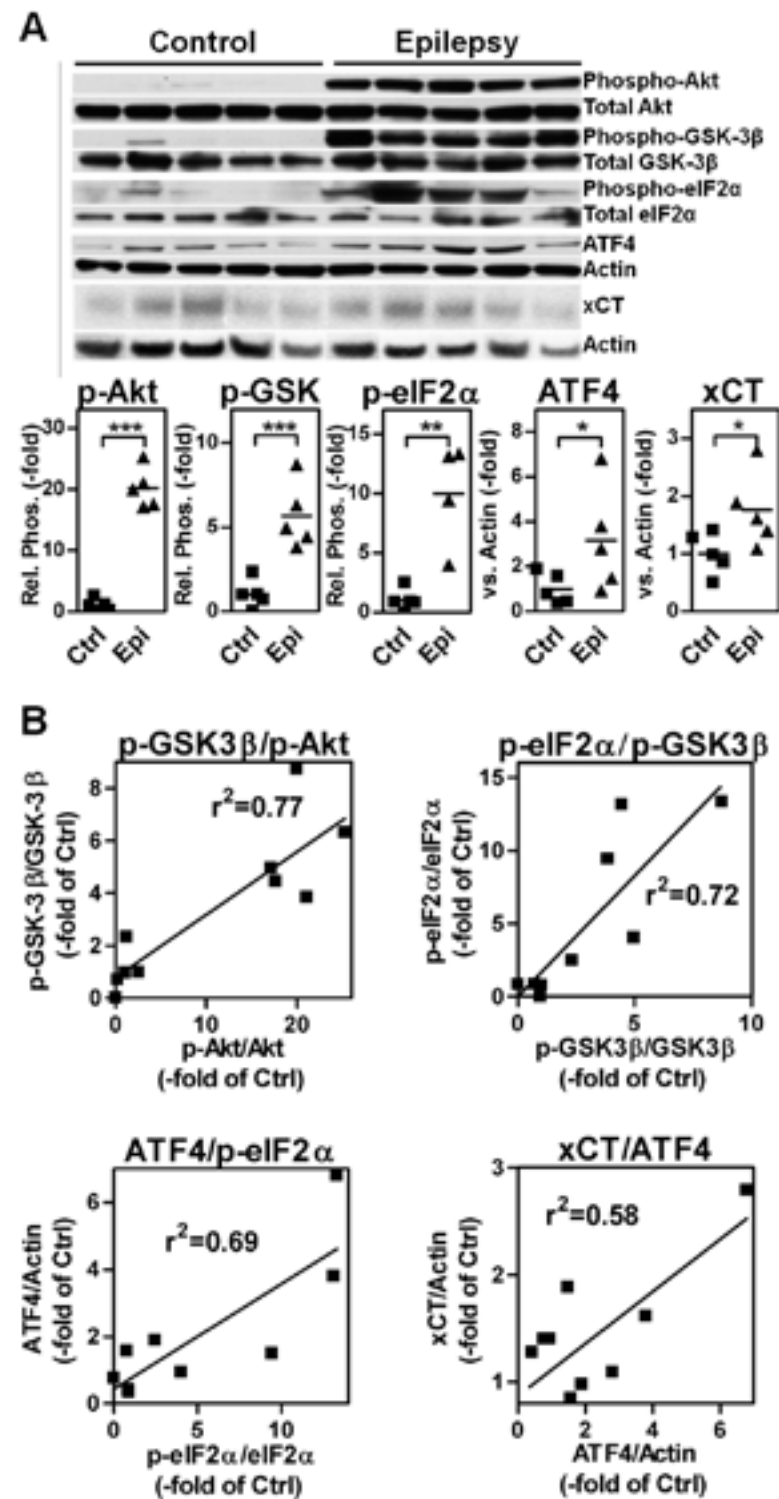 A
Control Epilepsy
Phospho-Akt
Total Akt
Phospho-GSK-3β
Total GSK-3β
Phospho-eIF2α
Total eIF2α
ATF4
Actin
xCT
Actin
p-Akt p-GSK p-eIF2α ATF4 xCT
Rel. Phos. (-fold)
30
20
10
0
***
Ctrl Epi
Rel. Phos. (-fold)
10
5
0
***
Ctrl Epi
Rel. Phos. (-fold)
15
10
5
0
**
Ctrl Epi
vs. Actin (-fold)
8
6
4
2
0
*
Ctrl Epi
vs. Actin (-fold)
3
2
1
0
*
Ctrl Epi
B
p-GSK3β/p-Akt
p-GSK-3β/GSK-3β
(-fold of Ctrl)
8
6
4
2
0
r²=0.77
0 10 20
p-Akt/Akt
(-fold of Ctrl)
p-eIF2α/p-GSK3β
p-eIF2α/eIF2α
(-fold of Ctrl)
15
10
5
0
r²=0.72
0 5 10
p-GSK3β/GSK3β
(-fold of Ctrl)
ATF4/p-eIF2α
ATF4/Actin
(-fold of Ctrl)
6
4
2
0
r²=0.69
0 5 10
p-eIF2α/eIF2α
(-fold of Ctrl)
xCT/ATF4
xCT/Actin
(-fold of Ctrl)
3
2
1
r²=0.58
0 2 4 6
ATF4/Actin
(-fold of Ctrl)